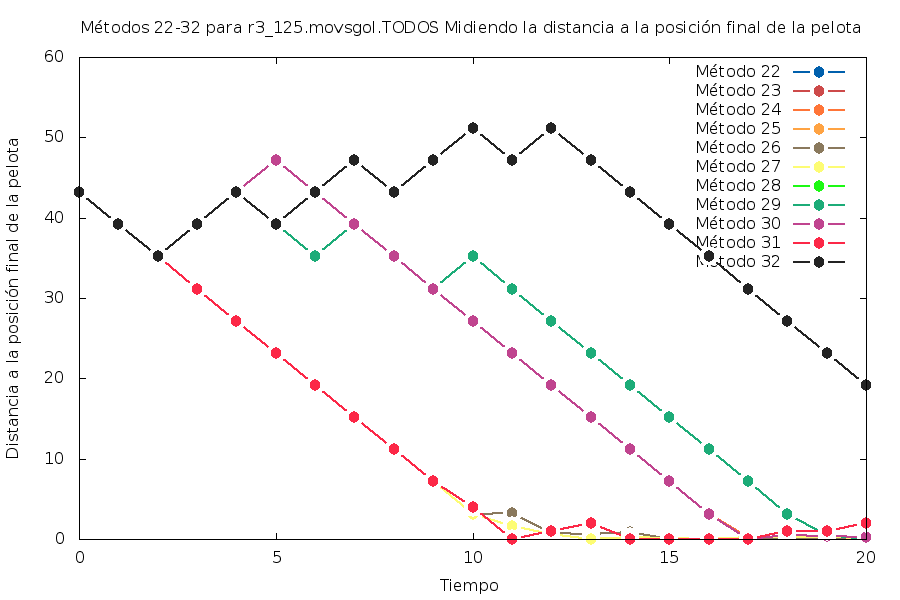 Métodos 22-32 para r3_125.movsgol.TODOS Midiendo la distancia a la posición final de la pelota
60
50
40
30
20
10
0
0 5 10 15 20
Distancia a la posición final de la pelota
Tiempo
Método 22
Método 23
Método 24
Método 25
Método 26
Método 27
Método 28
Método 29
Método 30
Método 31
Método 32